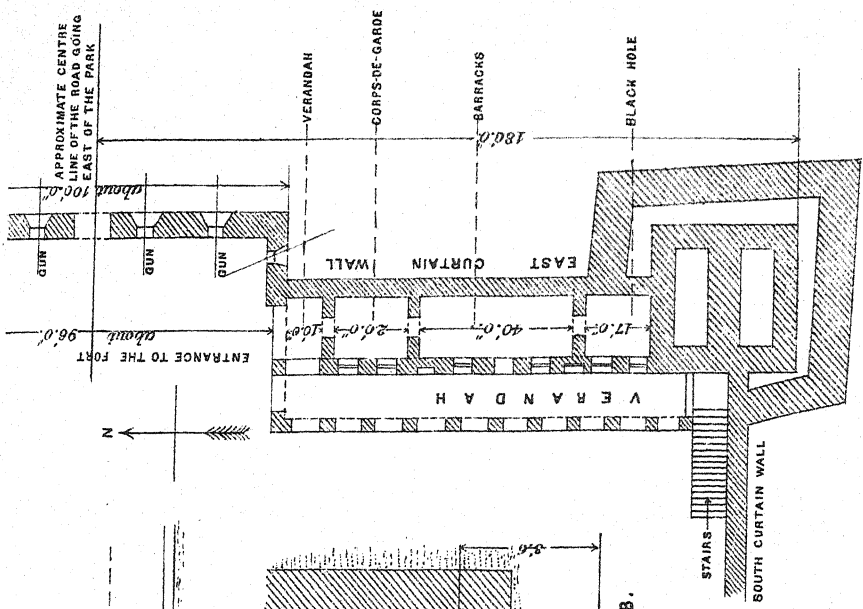 APPROXIMATE CENTRE
LINE OF THE ROAD GOING
EAST OF THE PARK
about 100'.0"
GUN
GUN
GUN
VERANDAH
CORPS-DE-GARDE
BARRACKS
BLACK HOLE
180'.0"
EAST CURTAIN WALL
about 96'.0"
ENTRANCE TO THE FORT
10'.0"
20'.0"
40'.0"
17'.0"
VERANDAH
N
STAIRS
SOUTH CURTAIN WALL
3'.6
B.